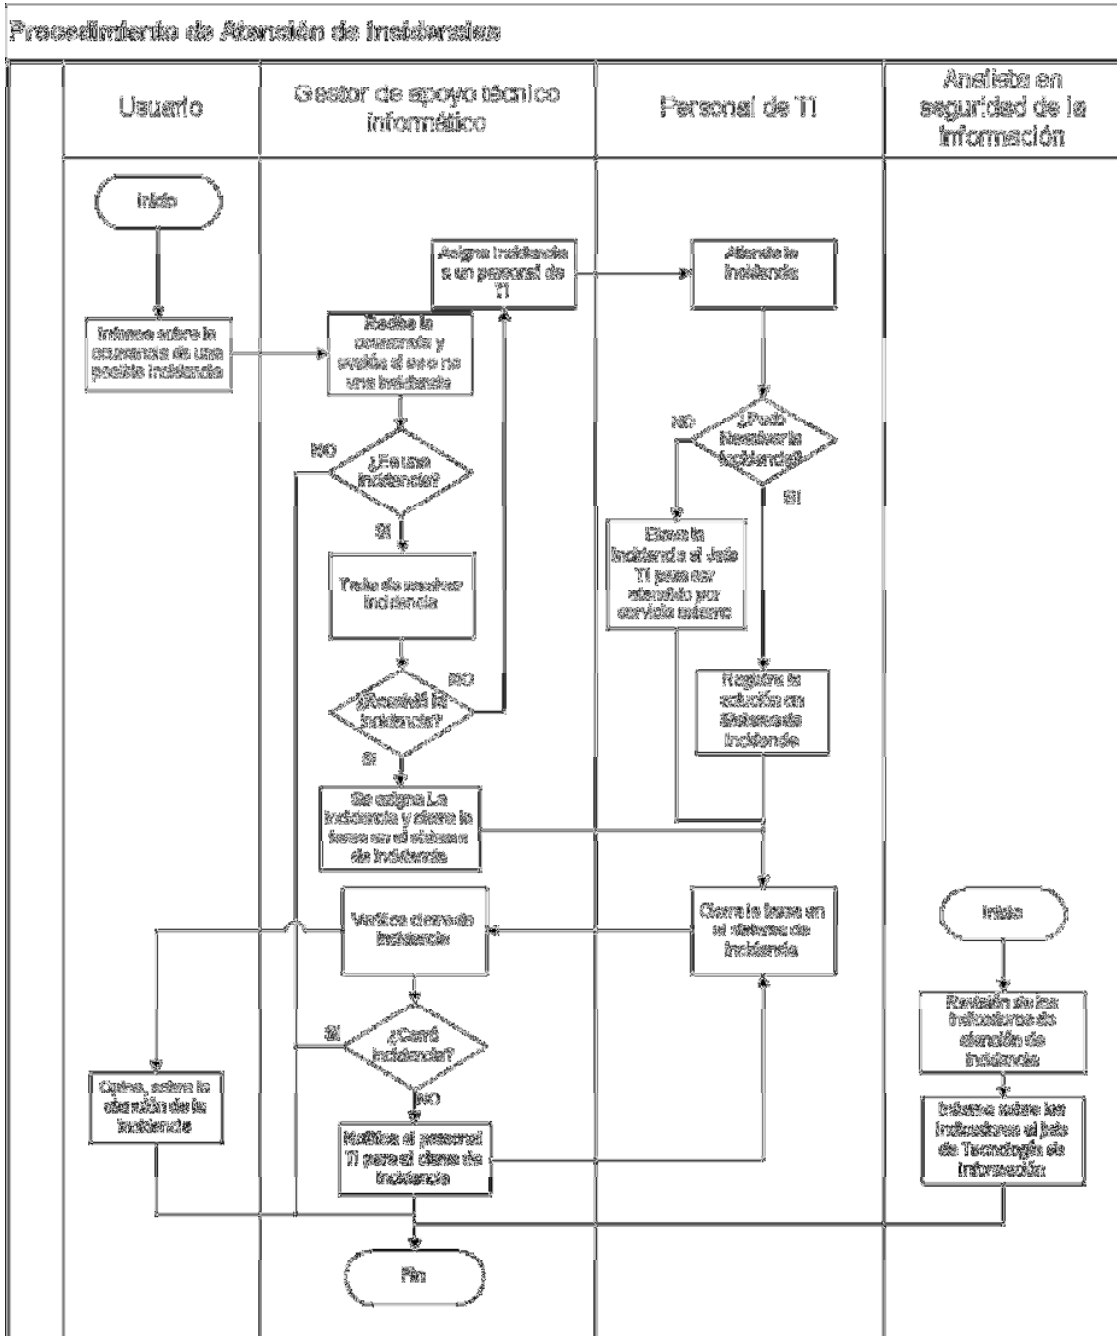 Procedimiento de Atención de Incidencias
Usuario
Gestor de apoyo técnico
informático
Personal de TI
Analista en
seguridad de la
información
Inicio
Asigna Incidencia
a un personal de
TI
Atiende la
Incidencia
Informa sobre la
ocurrencia de una
posible Incidencia
Recibe la
ocurrencia y
evalúa si es o no
una Incidencia
NO
¿Es una
Incidencia?
SI
¿Pudo
Resolver la
Incidencia?
NO
SI
Trata de resolver
Incidencia
Eleva la
Incidencia al Jefe
TI para ser
atendido por
servicio externo
NO
¿Resolvió la
Incidencia?
SI
Registra la
solución en
Sistema de
Incidencia
Se asigna La
Incidencia y cierra la
tarea en el sistema
de Incidencia
Verifica cierre de
Incidencia
Cierra la tarea en
el sistema de
Incidencia
Inicio
Revisión de los
Indicadores de
atención de
Incidencia
SI
¿Cerró
Incidencia?
NO
Opina, sobre la
atención de la
Incidencia
Notifica al personal
TI para el cierre de
Incidencia
Informa sobre los
Indicadores al jefe
de Tecnología de
Información
Fin